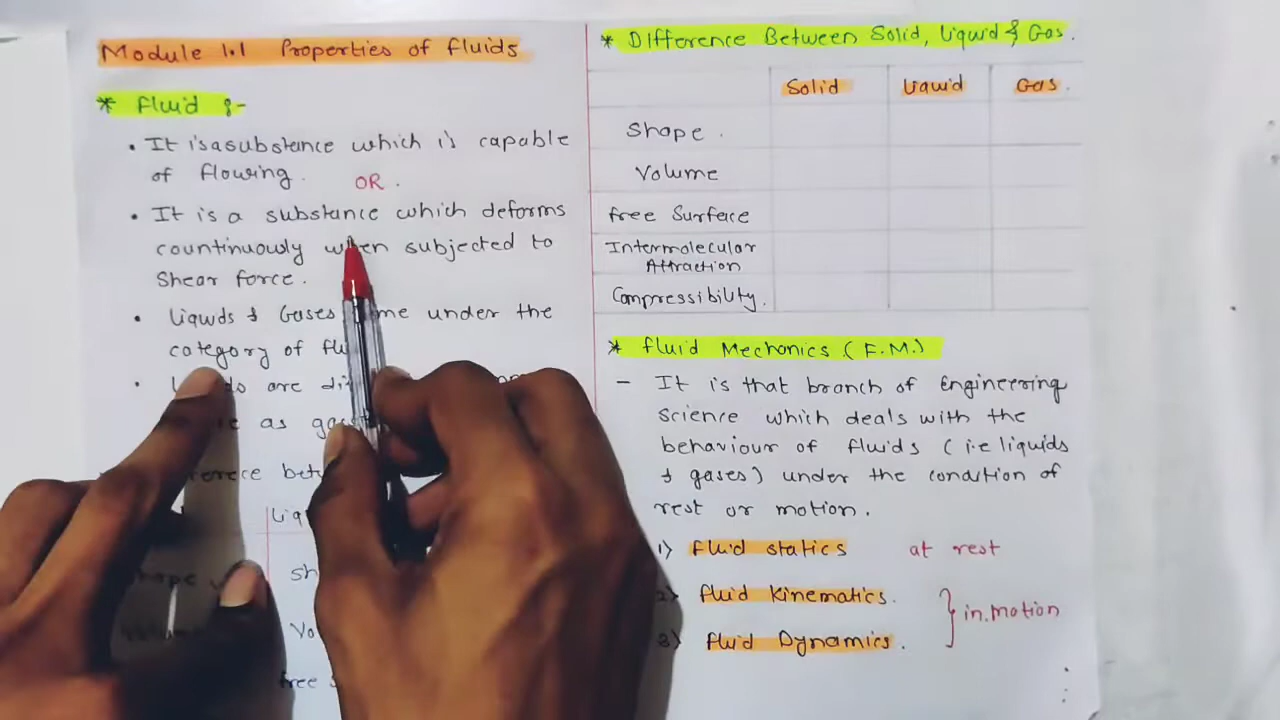 Module 1.1 Properties of fluids
* fluid :-
• It is a substance which is capable
of flowing.
OR.
• It is a substance which deforms
countinuously when subjected to
Shear force.
• Liquids & Gases under the
category of
• are
as
bet
* Difference Between Solid, Liquid & Gas.
Solid Liquid Gas.
Shape.
Volume
free Surface
Intermolecular
Attraction
Compressibility.
* fluid Mechanics (F.M.)
- It is that branch of Engineering
science which deals with the
behaviour of fluids (i.e liquids
& gases) under the condition of
rest or motion.
1) fluid statics at rest
2) fluid Kinematics.
in.motion
3) fluid Dynamics.